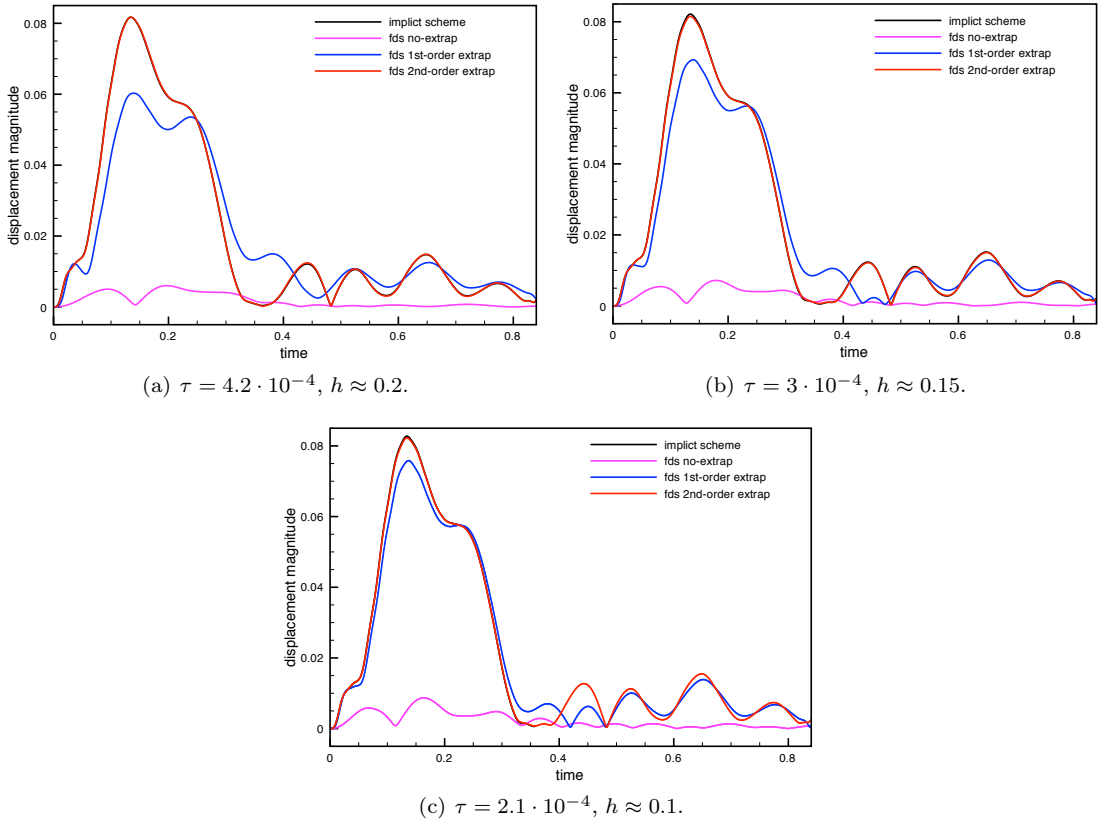 0.08
0.06
0.04
0.02
0
displacement magnitude
implict scheme
fds no-extrap
fds 1st-order extrap
fds 2nd-order extrap
0 0.2 0.4 0.6 0.8
time
(a) τ = 4.2 · 10⁻⁴, h ≈ 0.2.
0.08
0.06
0.04
0.02
0
displacement magnitude
implict scheme
fds no-extrap
fds 1st-order extrap
fds 2nd-order extrap
0 0.2 0.4 0.6 0.8
time
(b) τ = 3 · 10⁻⁴, h ≈ 0.15.
0.08
0.06
0.04
0.02
0
displacement magnitude
implict scheme
fds no-extrap
fds 1st-order extrap
fds 2nd-order extrap
0 0.2 0.4 0.6 0.8
time
(c) τ = 2.1 · 10⁻⁴, h ≈ 0.1.